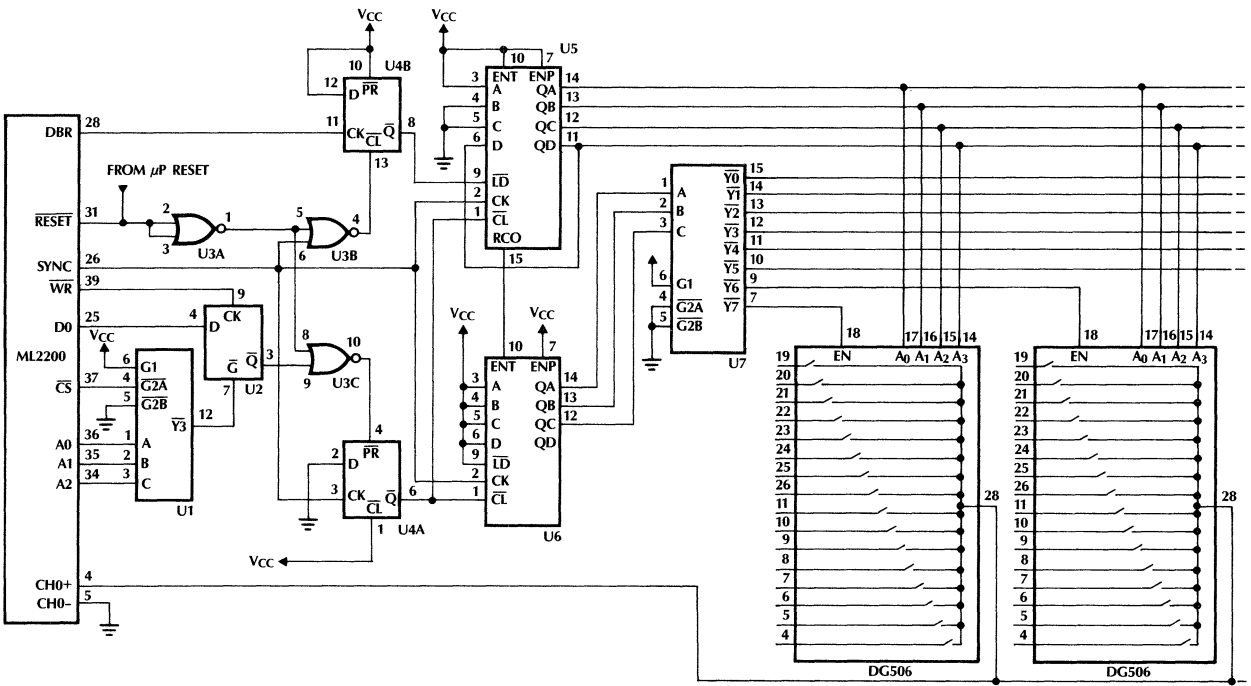 VCC
VCC
U4B
U5
10
12
D
PR
11
CK
CL
Q
8
13
10
7
ENT
ENP
3
A
QA
14
4
B
QB
13
5
C
QC
12
6
D
QD
11
9
LD
2
CK
1
CL
RCO
15
DBR
28
FROM µP RESET
RESET
31
2
3
1
U3A
5
6
4
U3B
SYNC
26
WR
39
9
CK
D0
25
4
D
G
Q
3
7
U2
VCC
ML2200
6
G1
CS
37
4
G2A
5
G2B
12
Y3
A0
36
1
A
A1
35
2
B
A2
34
3
C
U1
8
9
10
U3C
4
2
D
PR
3
CK
CL
Q
6
1
U4A
VCC
CH0+
4
CH0–
5
VCC
VCC
10
7
ENT
ENP
3
A
QA
14
4
B
QB
13
5
C
QC
12
6
D
QD
9
LD
2
CK
1
CL
U6
1
A
2
B
3
C
6
G1
4
G2A
5
G2B
Y0
15
Y1
14
Y2
13
Y3
12
Y4
11
Y5
10
Y6
9
Y7
7
U7
18
17
16
15
14
EN
A0
A1
A2
A3
19
20
21
22
23
24
25
26
11
10
9
8
7
6
5
4
28
DG506
18
17
16
15
14
EN
A0
A1
A2
A3
19
20
21
22
23
24
25
26
11
10
9
8
7
6
5
4
28
DG506